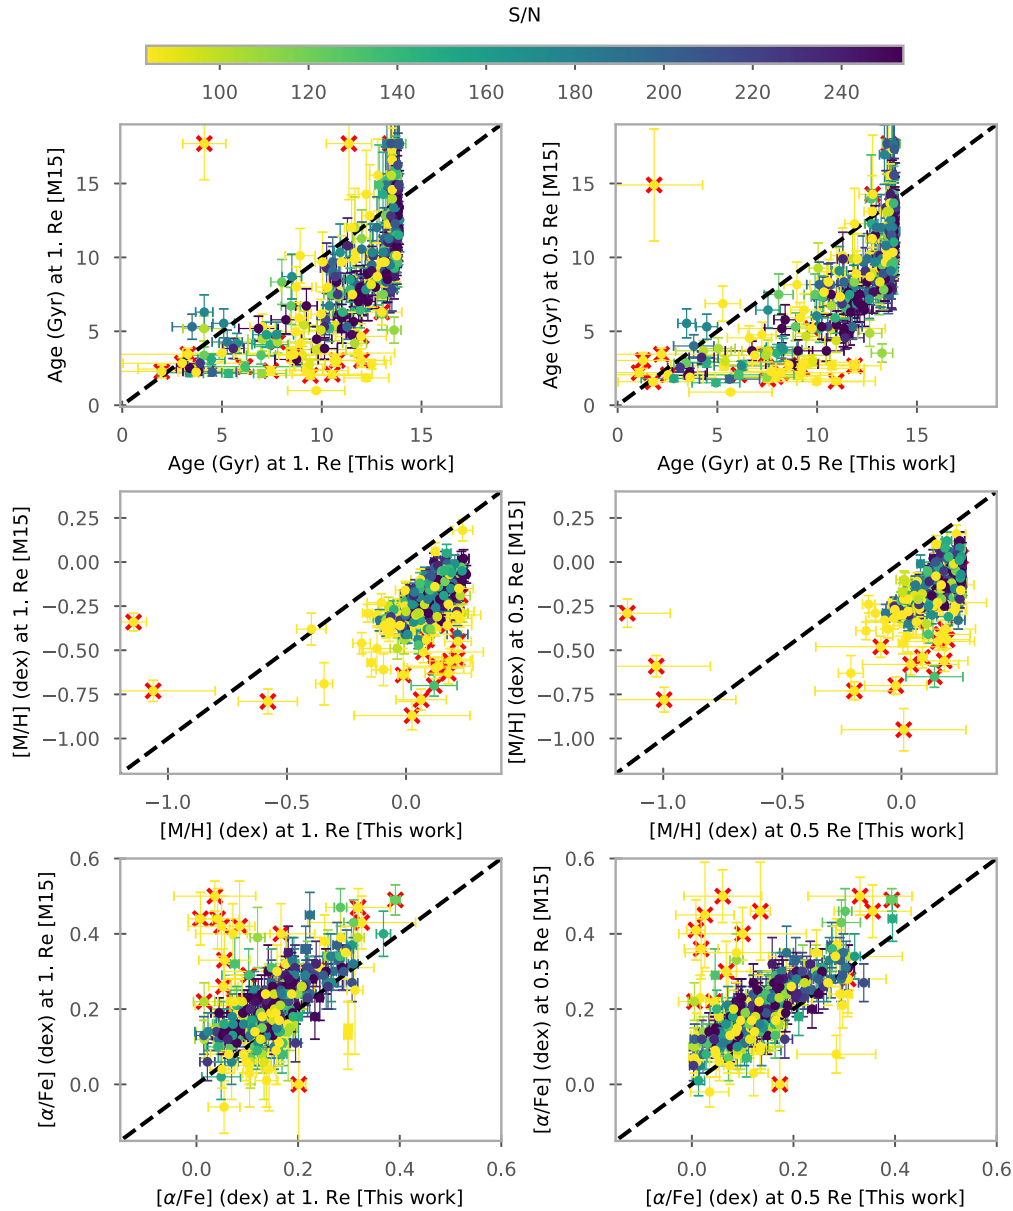 S/N
100 120 140 160 180 200 220 240
Age (Gyr) at 1. Re [M15]
15
10
5
0
0 5 10 15
Age (Gyr) at 1. Re [This work]
Age (Gyr) at 0.5 Re [M15]
15
10
5
0
0 5 10 15
Age (Gyr) at 0.5 Re [This work]
[M/H] (dex) at 1. Re [M15]
0.25
0.00
−0.25
−0.50
−0.75
−1.00
−1.0 −0.5 0.0
[M/H] (dex) at 1. Re [This work]
[M/H] (dex) at 0.5 Re [M15]
0.25
0.00
−0.25
−0.50
−0.75
−1.00
−1.0 −0.5 0.0
[M/H] (dex) at 0.5 Re [This work]
[α/Fe] (dex) at 1. Re [M15]
0.6
0.4
0.2
0.0
0.0 0.2 0.4 0.6
[α/Fe] (dex) at 1. Re [This work]
[α/Fe] (dex) at 0.5 Re [M15]
0.6
0.4
0.2
0.0
0.0 0.2 0.4 0.6
[α/Fe] (dex) at 0.5 Re [This work]